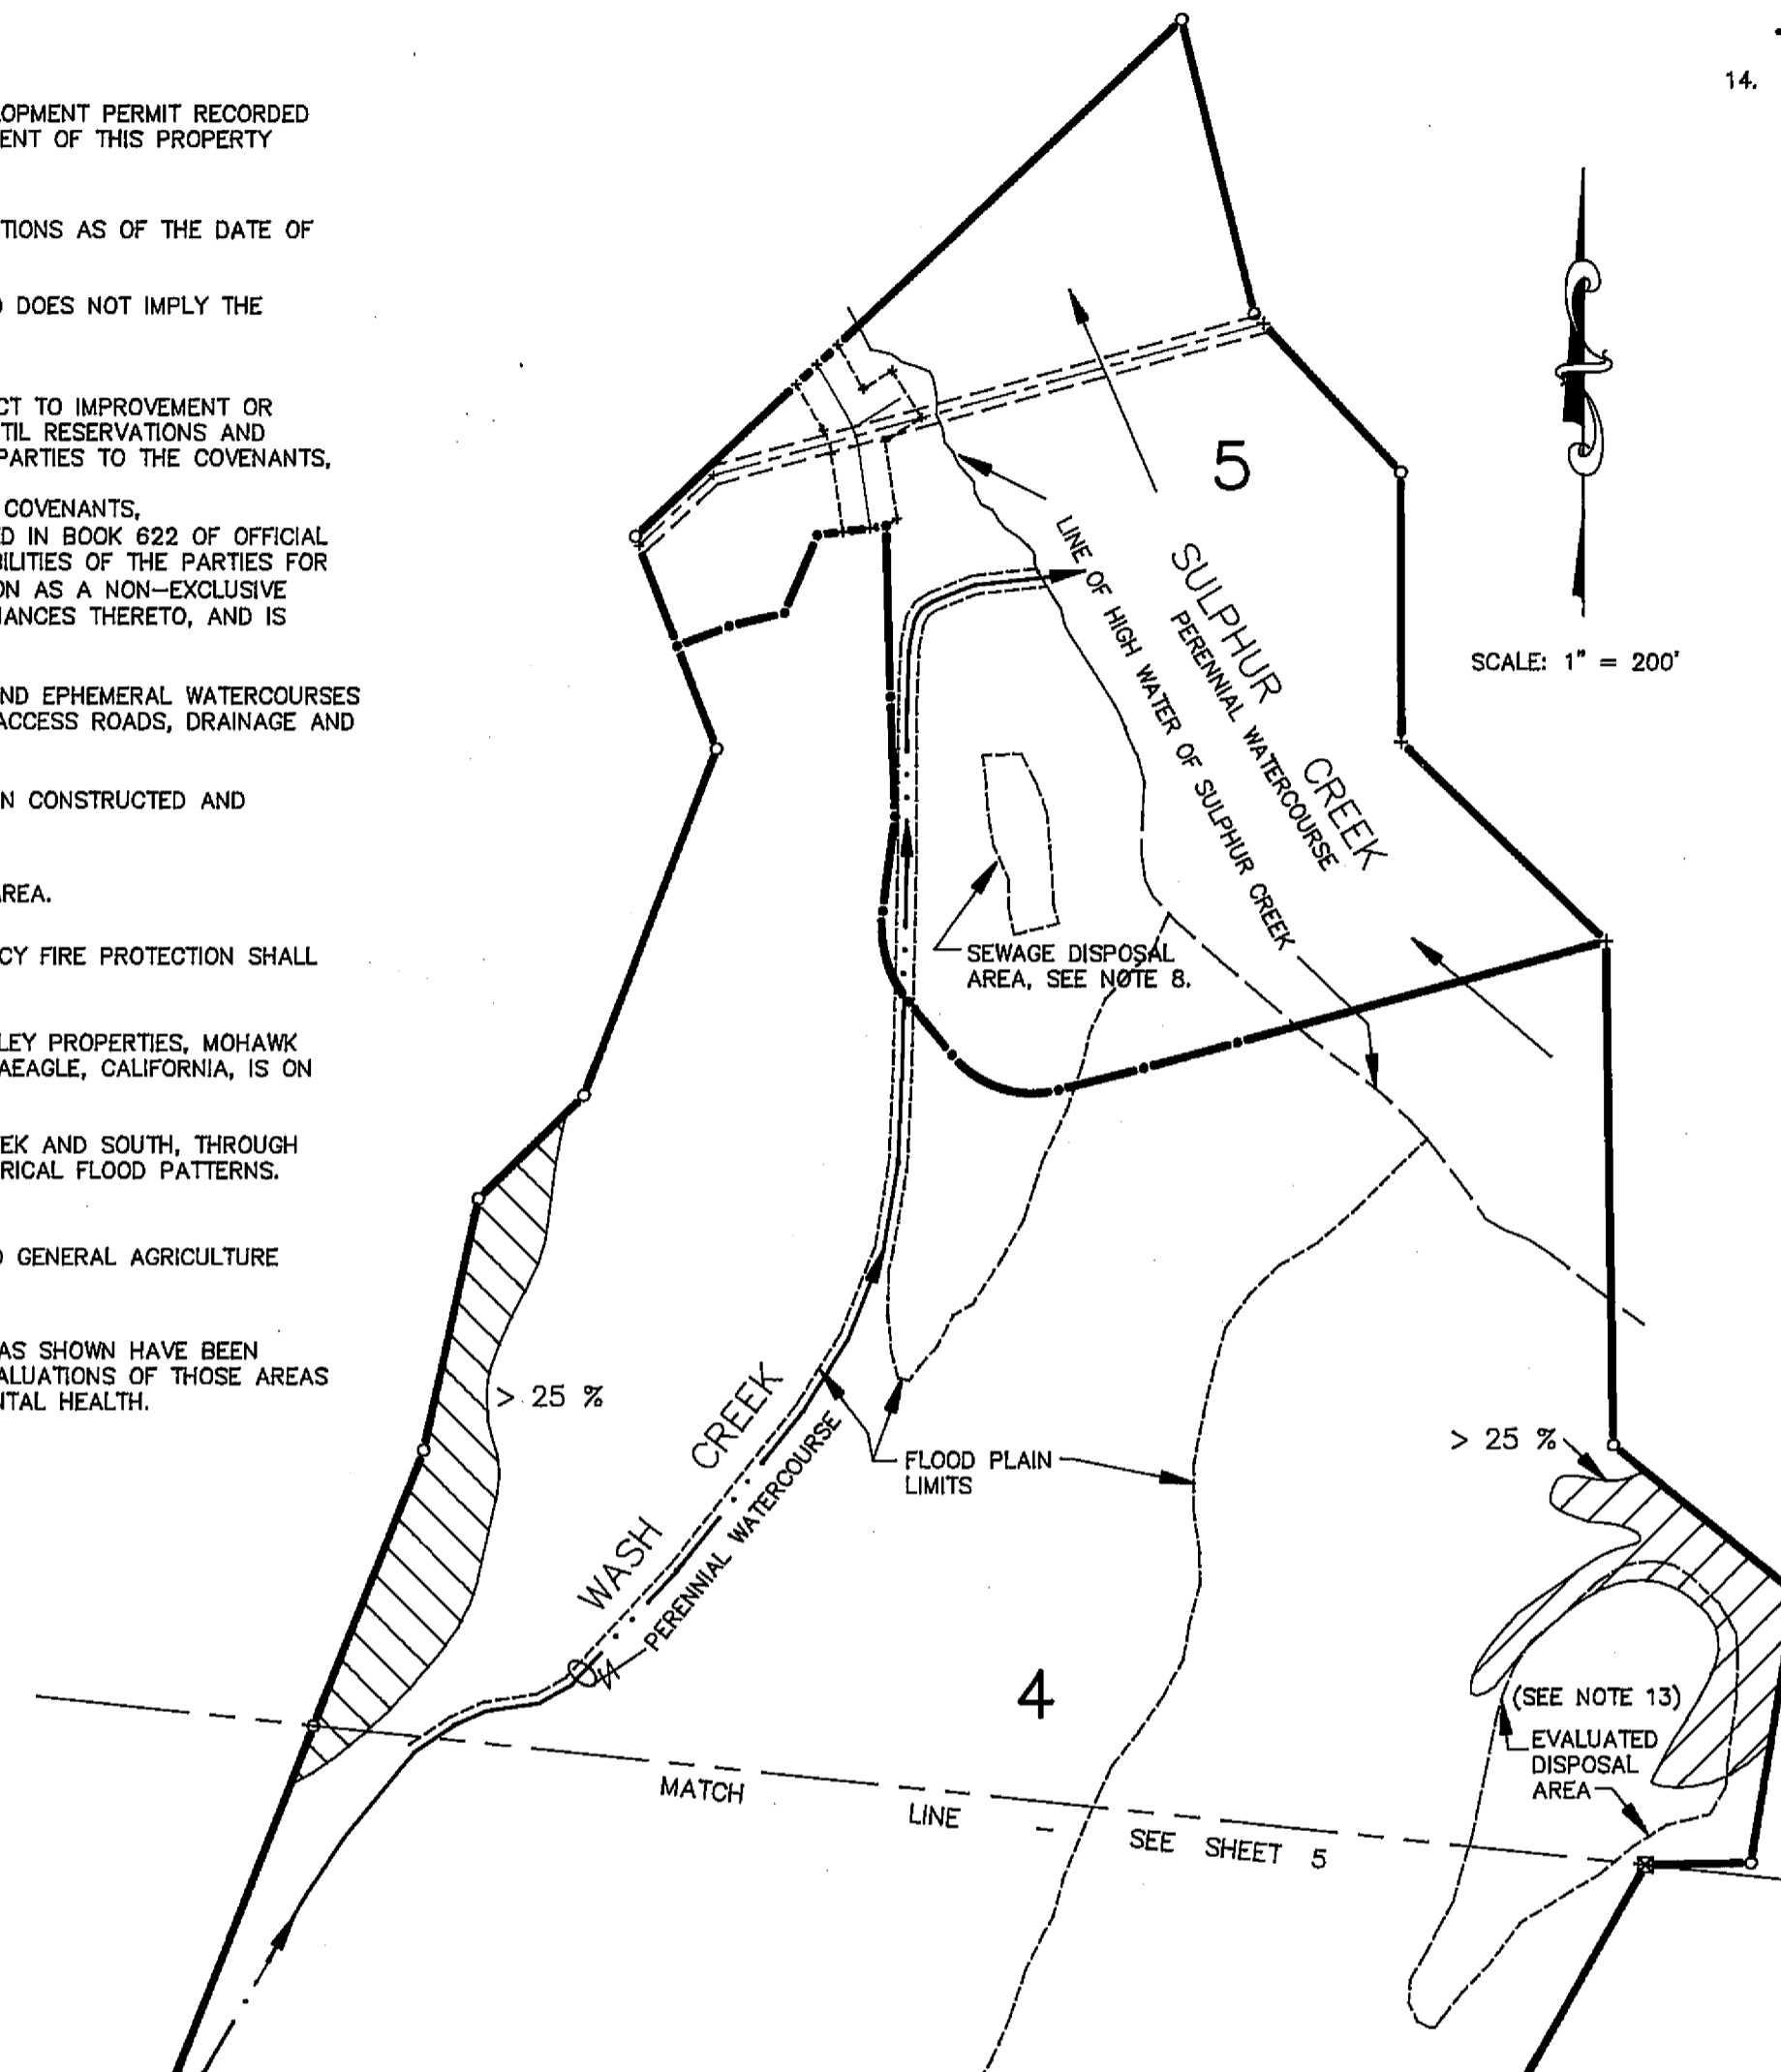 OPMENT PERMIT RECORDED
ENT OF THIS PROPERTY
TIONS AS OF THE DATE OF
DOES NOT IMPLY THE
CT TO IMPROVEMENT OR
TIL RESERVATIONS AND
PARTIES TO THE COVENANTS,
COVENANTS,
ED IN BOOK 622 OF OFFICIAL
BILITIES OF THE PARTIES FOR
ON AS A NON-EXCLUSIVE
NANCES THERETO, AND IS
ND EPHEMERAL WATERCOURSES
ACCESS ROADS, DRAINAGE AND
N CONSTRUCTED AND
AREA.
CY FIRE PROTECTION SHALL
LEY PROPERTIES, MOHAWK
AEAGLE, CALIFORNIA, IS ON
EK AND SOUTH, THROUGH
RICAL FLOOD PATTERNS.
GENERAL AGRICULTURE
AS SHOWN HAVE BEEN
ALUATIONS OF THOSE AREAS
NTAL HEALTH.
14.
SCALE: 1" = 200'
5
SULPHUR CREEK
PERENNIAL WATERCOURSE
LINE OF HIGH WATER OF SULPHUR CREEK
SEWAGE DISPOSAL
AREA, SEE NOTE 8.
> 25 %
WASH CREEK
PERENNIAL WATERCOURSE
FLOOD PLAIN
LIMITS
> 25 %
4
(SEE NOTE 13)
EVALUATED
DISPOSAL
AREA
MATCH LINE - SEE SHEET 5